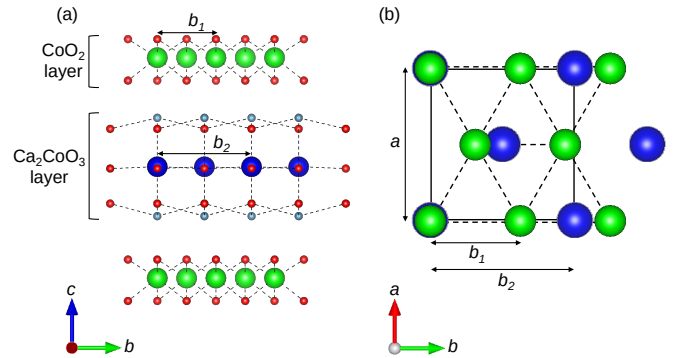 (a)
b₁
CoO₂
layer
Ca₂CoO₃
layer
b₂
c
b
(b)
a
b₁
b₂
a
b